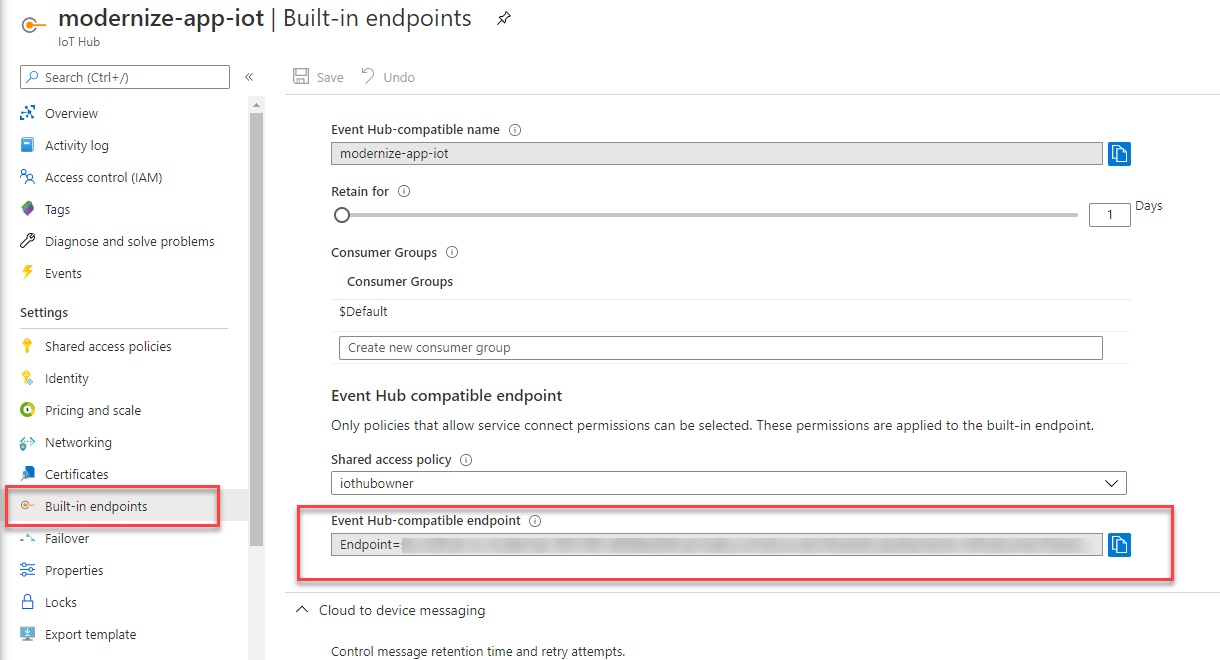 modernize-app-iot | Built-in endpoints
IoT Hub
Search (Ctrl+/)
«
Overview
Activity log
Access control (IAM)
Tags
Diagnose and solve problems
Events
Settings
Shared access policies
Identity
Pricing and scale
Networking
Certificates
Built-in endpoints
Failover
Properties
Locks
Export template
Save
Undo
Event Hub-compatible name
modernize-app-iot
Retain for
1 Days
Consumer Groups
Consumer Groups
$Default
Create new consumer group
Event Hub compatible endpoint
Only policies that allow service connect permissions can be selected. These permissions are applied to the built-in endpoint.
Shared access policy
iothubowner
Event Hub-compatible endpoint
Endpoint=
Cloud to device messaging
Control message retention time and retry attempts.